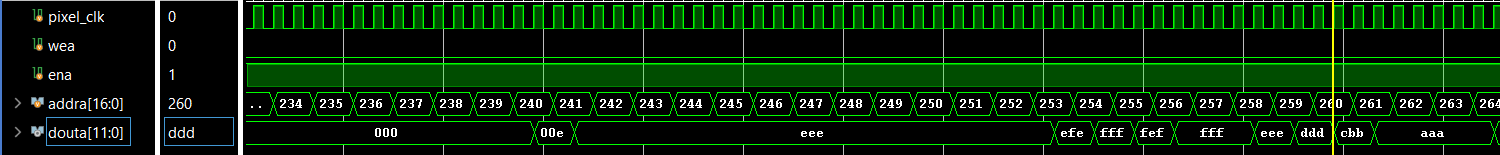 pixel_clk 0
wea 0
ena 1
addra[16:0] 260 .. 234 235 236 237 238 239 240 241 242 243 244 245 246 247 248 249 250 251 252 253 254 255 256 257 258 259 260 261 262 263 264
douta[11:0] ddd 000 00e eee efe fff fef fff eee ddd cbb aaa